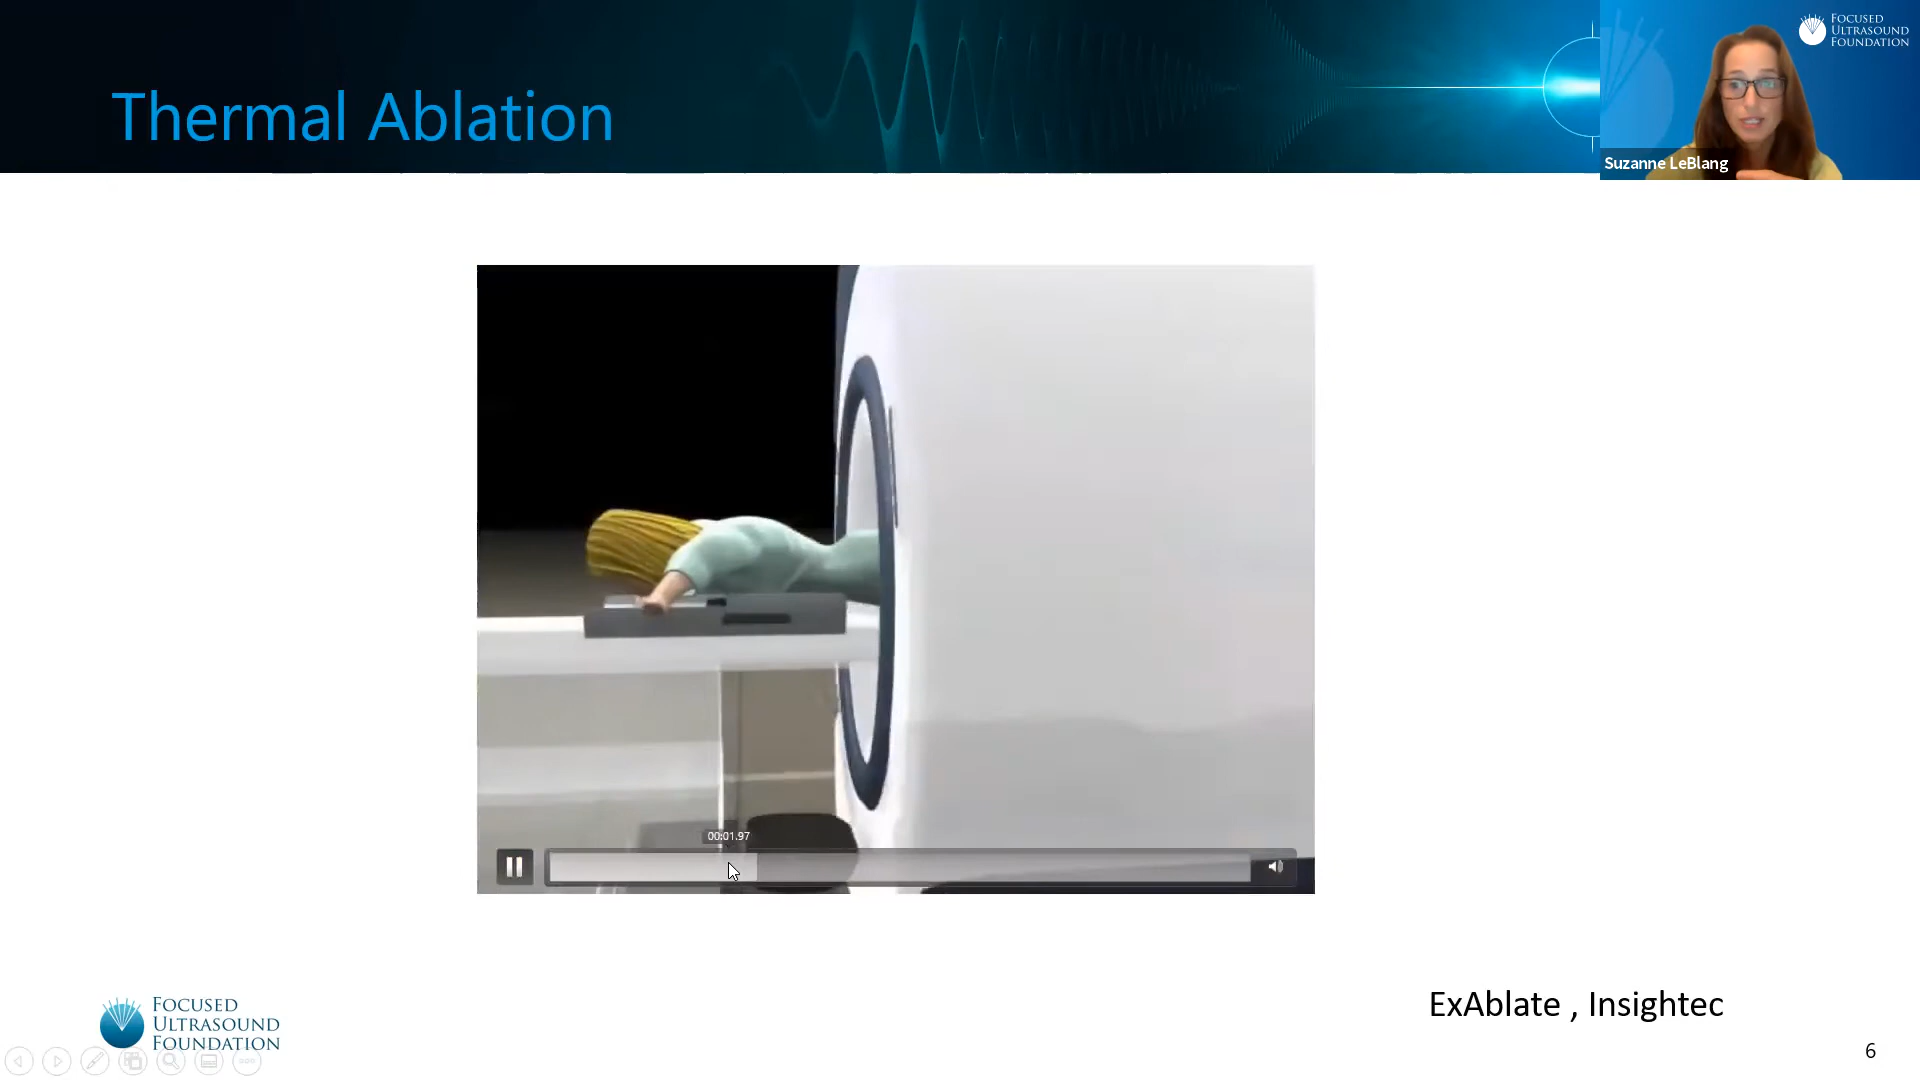 Thermal Ablation
FOCUSED
ULTRASOUND
FOUNDATION
Suzanne LeBlang
00:01.97
FOCUSED
ULTRASOUND
FOUNDATION
ExAblate , Insightec
6